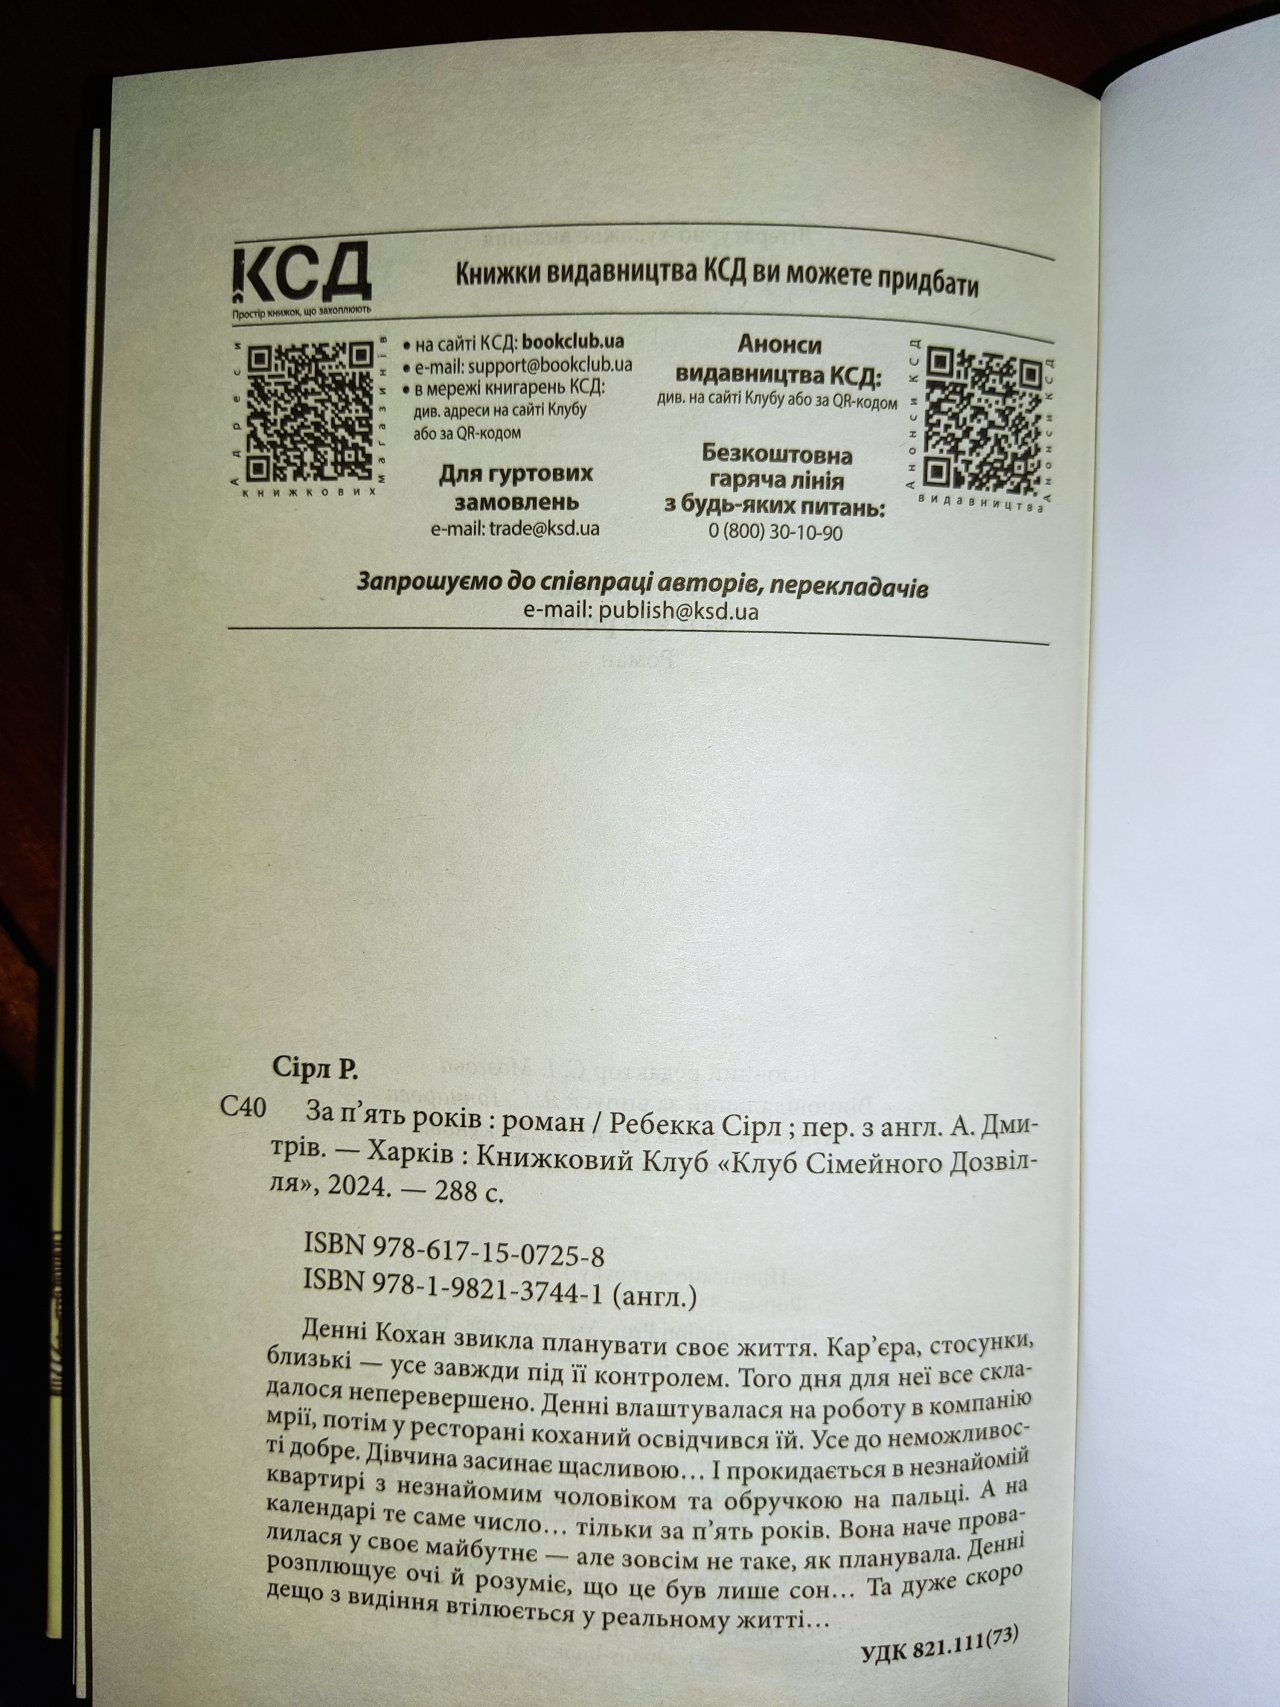 КСД
Простір книжок, що захоплюють
Книжки видавництва КСД ви можете придбати
Адреси
книжкових
магазинів
• на сайті КСД: bookclub.ua
• e-mail: support@bookclub.ua
• в мережі книгарень КСД:
див. адреси на сайті Клубу
або за QR-кодом
Для гуртових
замовлень
e-mail: trade@ksd.ua
Анонси
видавництва КСД:
див. на сайті Клубу або за QR-кодом
Безкоштовна
гаряча лінія
з будь-яких питань:
0 (800) 30-10-90
Анонси КСД
видавництва
Анонси КСД
Запрошуємо до співпраці авторів, перекладачів
e-mail: publish@ksd.ua
Сірл Р.
С40 За п’ять років : роман / Ребекка Сірл ; пер. з англ. А. Дми-
трів. — Харків : Книжковий Клуб «Клуб Сімейного Дозвіл-
ля», 2024. — 288 с.
ISBN 978-617-15-0725-8
ISBN 978-1-9821-3744-1 (англ.)
Денні Кохан звикла планувати своє життя. Кар’єра, стосунки,
близькі — усе завжди під її контролем. Того дня для неї все скла-
далося неперевершено. Денні влаштувалася на роботу в компанію
мрії, потім у ресторані коханий освідчився їй. Усе до неможливос-
ті добре. Дівчина засинає щасливою… І прокидається в незнайомій
квартирі з незнайомим чоловіком та обручкою на пальці. А на
календарі те саме число… тільки за п’ять років. Вона наче прова-
лилася у своє майбутнє — але зовсім не таке, як планувала. Денні
розплющує очі й розуміє, що це був лише сон… Та дуже скоро
дещо з видіння втілюється у реальному житті…
УДК 821.111(73)